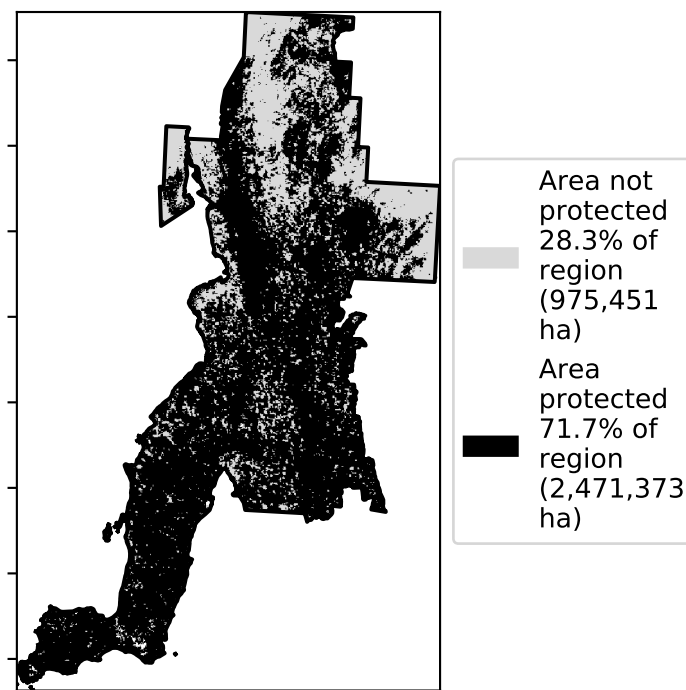 Area not
protected
28.3% of
region
(975,451
ha)
Area
protected
71.7% of
region
(2,471,373
ha)